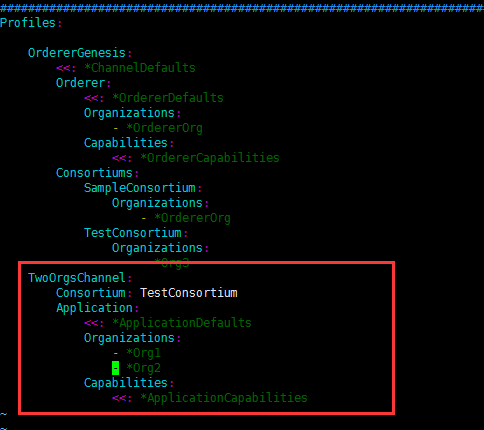 #####################################################################
Profiles:
OrdererGenesis:
<<: *ChannelDefaults
Orderer:
<<: *OrdererDefaults
Organizations:
- *OrdererOrg
Capabilities:
<<: *OrdererCapabilities
Consortiums:
SampleConsortium:
Organizations:
- *OrdererOrg
TestConsortium:
Organizations:
*Org3
TwoOrgsChannel:
Consortium: TestConsortium
Application:
<<: *ApplicationDefaults
Organizations:
- *Org1
- *Org2
Capabilities:
<<: *ApplicationCapabilities
~
~